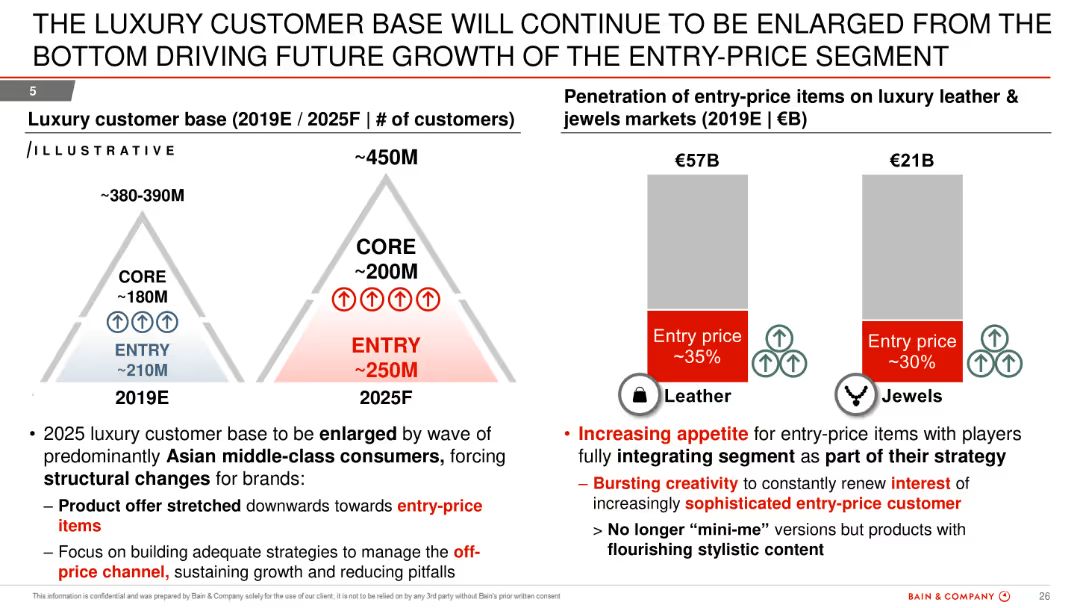 THE LUXURY CUSTOMER BASE WILL CONTINUE TO BE ENLARGED FROM THE
BOTTOM DRIVING FUTURE GROWTH OF THE ENTRY-PRICE SEGMENT
5
Luxury customer base (2019E / 2025F | # of customers)
/ILLUSTRATIVE
~380-390M
CORE
~180M
ENTRY
~210M
2019E
~450M
CORE
~200M
ENTRY
~250M
2025F
• 2025 luxury customer base to be enlarged by wave of
predominantly Asian middle-class consumers, forcing
structural changes for brands:
– Product offer stretched downwards towards entry-price
items
– Focus on building adequate strategies to manage the off-
price channel, sustaining growth and reducing pitfalls
Penetration of entry-price items on luxury leather &
jewels markets (2019E | €B)
€57B
Entry price
~35%
Leather
€21B
Entry price
~30%
Jewels
• Increasing appetite for entry-price items with players
fully integrating segment as part of their strategy
– Bursting creativity to constantly renew interest of
increasingly sophisticated entry-price customer
> No longer “mini-me” versions but products with
flourishing stylistic content
This information is confidential and was prepared by Bain & Company solely for the use of our client; it is not to be relied on by any 3rd party without Bain's prior written consent
BAIN & COMPANY
26